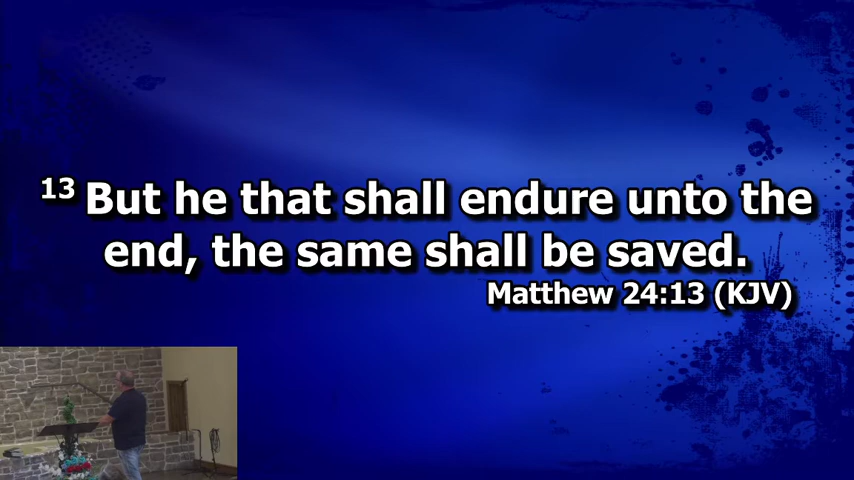 13 But he that shall endure unto the
end, the same shall be saved.
Matthew 24:13 (KJV)